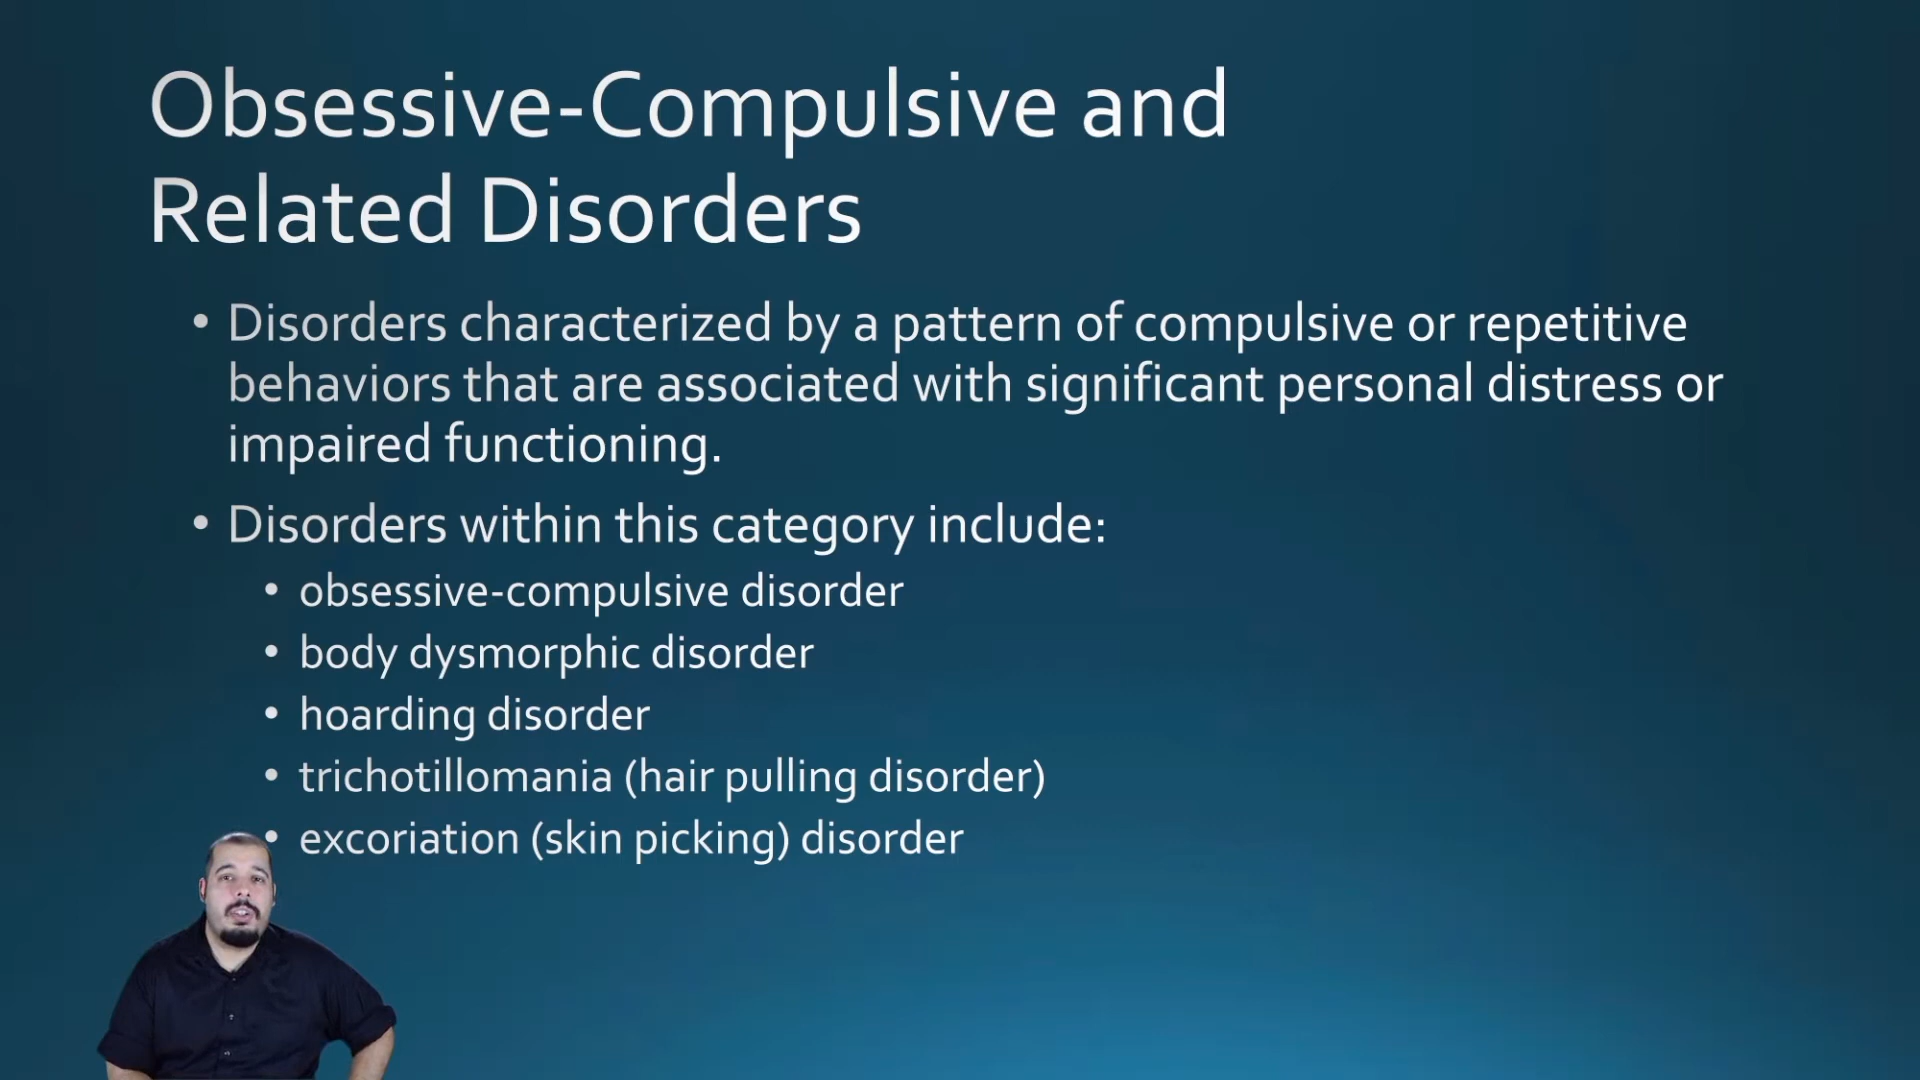 Obsessive-Compulsive and
Related Disorders
• Disorders characterized by a pattern of compulsive or repetitive
behaviors that are associated with significant personal distress or
impaired functioning.
• Disorders within this category include:
• obsessive-compulsive disorder
• body dysmorphic disorder
• hoarding disorder
• trichotillomania (hair pulling disorder)
• excoriation (skin picking) disorder